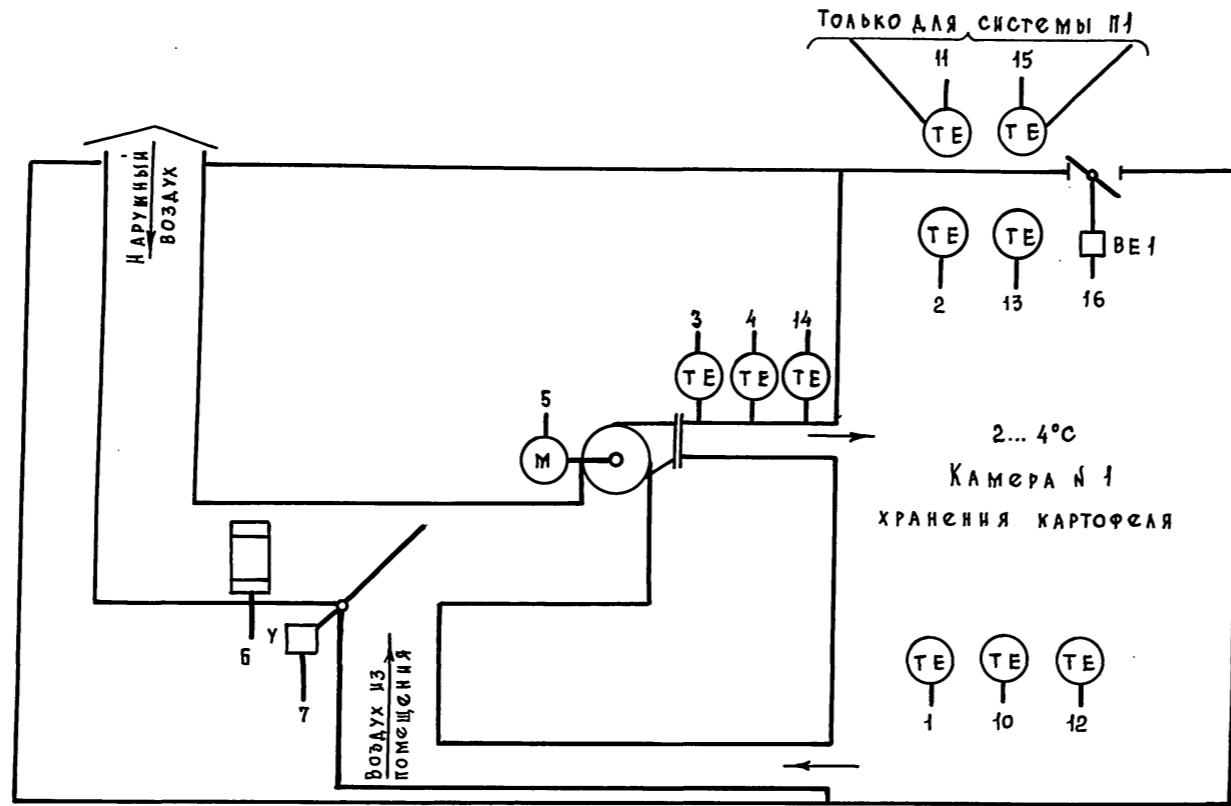 Только для системы П1
11 15
ТЕ ТЕ
Наружный
воздух
ТЕ ТЕ
ВЕ1
2 13 16
3 4 14
ТЕ ТЕ ТЕ
5
М
2... 4°С
Камера N 1
хранения картофеля
6
У
7
Воздух из
помещения
ТЕ ТЕ ТЕ
1 10 12